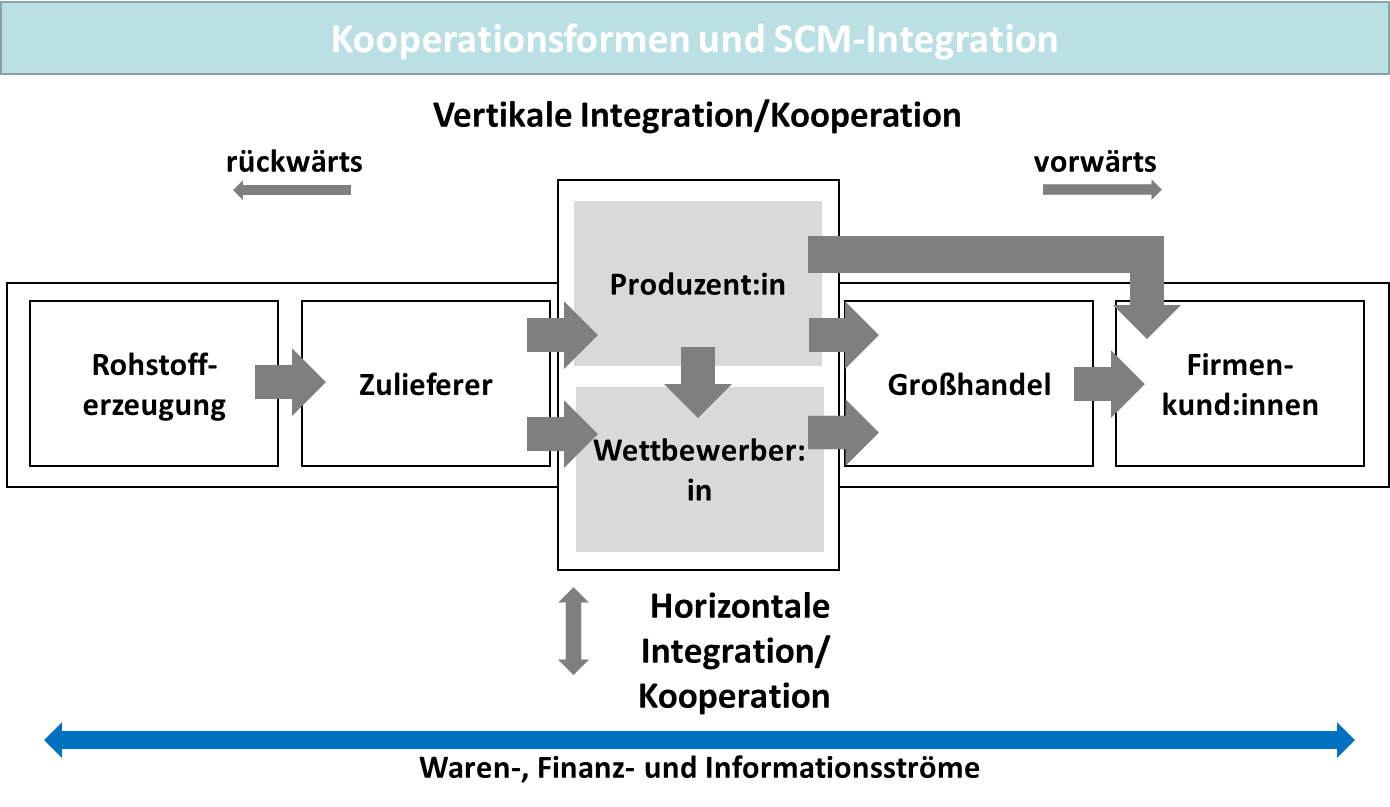 Kooperationsformen und SCM-Integration
Vertikale Integration/Kooperation
rückwärts
vorwärts
Produzent:in
Rohstoff-
erzeugung
Zulieferer
Großhandel
Firmen-
kund:innen
Wettbewerber:
in
Horizontale
Integration/
Kooperation
Waren-, Finanz- und Informationsströme